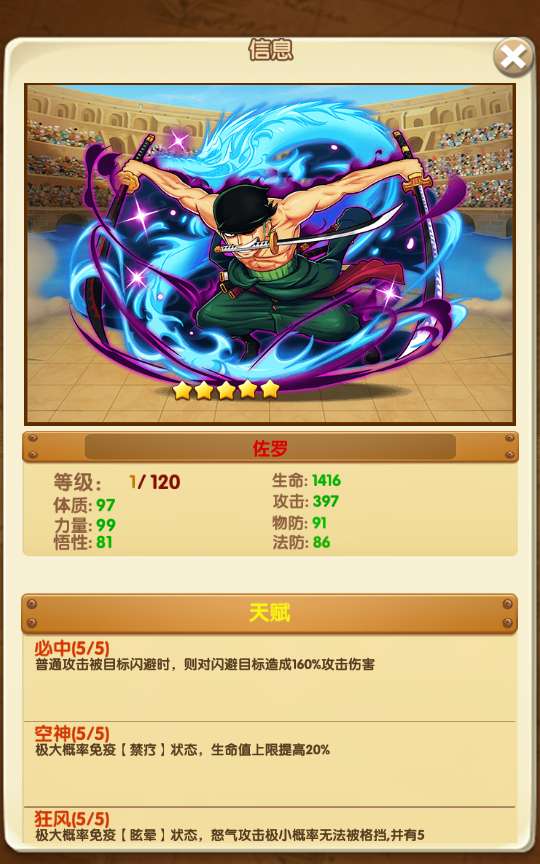 信息
佐罗
等级: 1/120
体质: 97
力量: 99
悟性: 81
生命: 1416
攻击: 397
物防: 91
法防: 86
天赋
必中(5/5)
普通攻击被目标闪避时，则对闪避目标造成160%攻击伤害
空神(5/5)
极大概率免疫【禁疗】状态，生命值上限提高20%
狂风(5/5)
极大概率免疫【眩晕】状态，怒气攻击极小概率无法被格挡,并有5